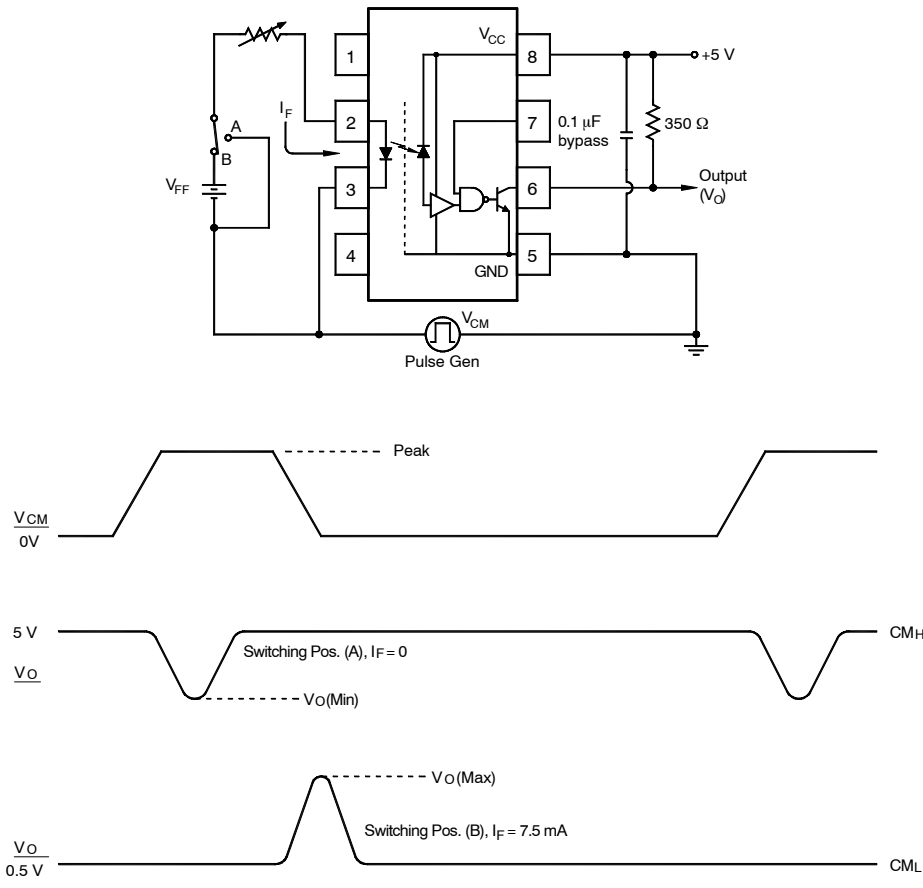 V_CC
1
8
+5 V
I_F
A
2
7
0.1 μF
bypass
350 Ω
B
V_FF
3
6
Output
(V_O)
4
5
GND
V_CM
Pulse Gen
Peak
V_CM
0V
5 V
CM_H
Switching Pos. (A), I_F = 0
V_O
V_O(Min)
V_O(Max)
Switching Pos. (B), I_F = 7.5 mA
V_O
0.5 V
CM_L